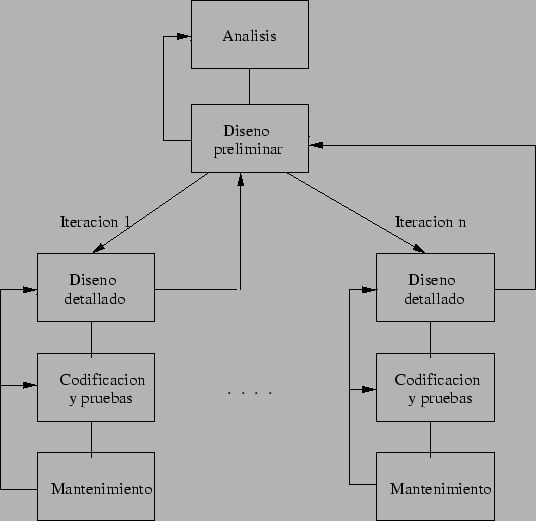 Analisis
Diseno
preliminar
Iteracion 1
Iteracion n
Diseno
detallado
Diseno
detallado
Codificacion
y pruebas
. . . .
Codificacion
y pruebas
Mantenimiento
Mantenimiento